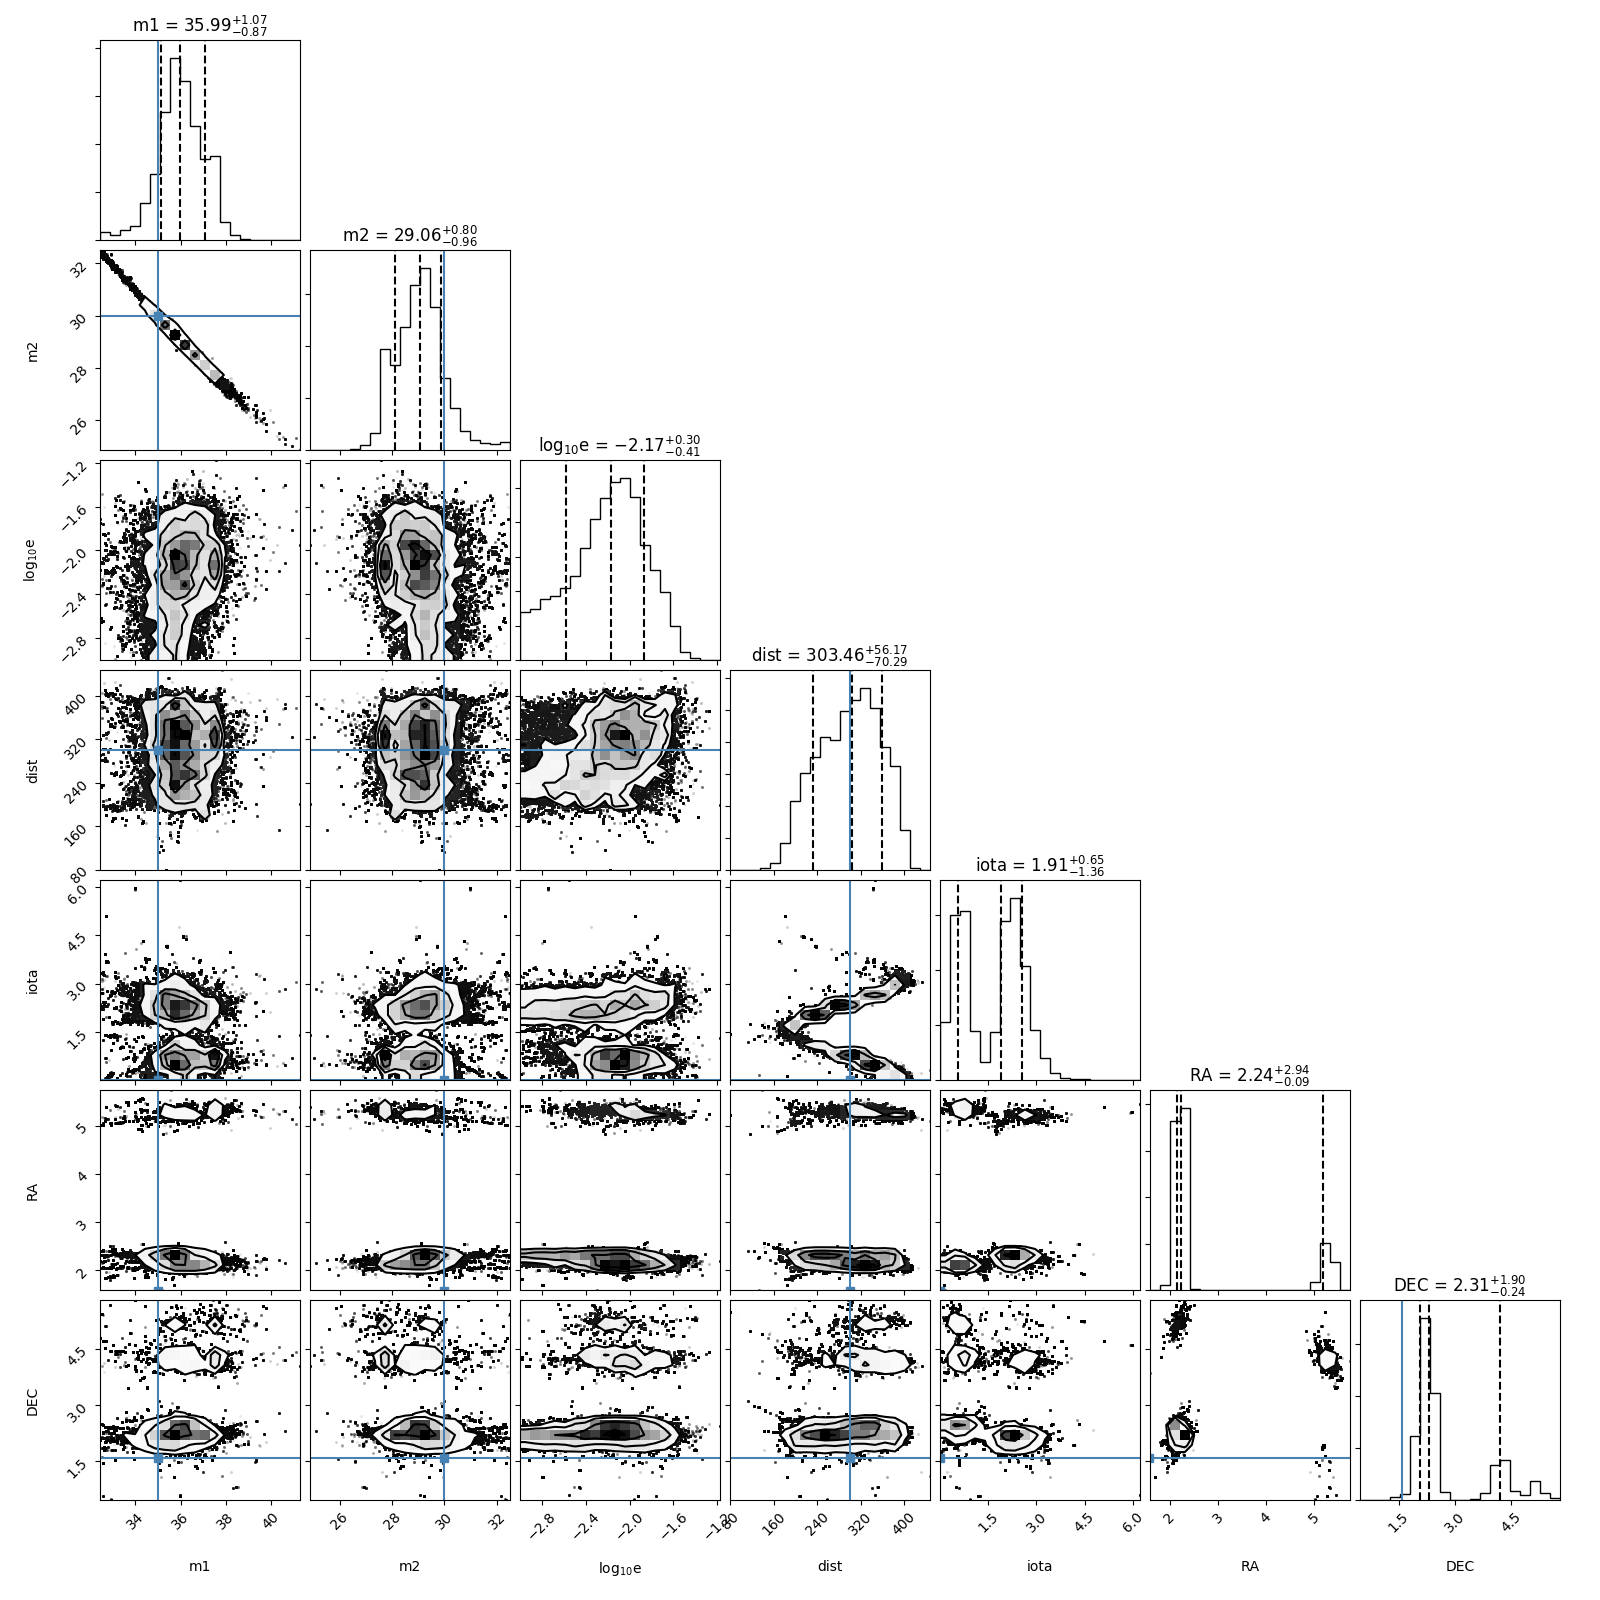 m1 = 35.99 +1.07 −0.87
m2 = 29.06 +0.80 −0.96
log10e = −2.17 +0.30 −0.41
dist = 303.46 +56.17 −70.29
iota = 1.91 +0.65 −1.36
RA = 2.24 +2.94 −0.09
DEC = 2.31 +1.90 −0.24
m2
32
30
28
26
log10e
−1.2
−1.6
−2.0
−2.4
−2.8
dist
400
320
240
160
80
iota
6.0
4.5
3.0
1.5
RA
5
4
3
2
DEC
4.5
3.0
1.5
34 36 38 40
26 28 30 32
−2.8 −2.4 −2.0 −1.6 −1.2
80 160 240 320 400
1.5 3.0 4.5 6.0
2 3 4 5
1.5 3.0 4.5
m1 m2 log10e dist iota RA DEC